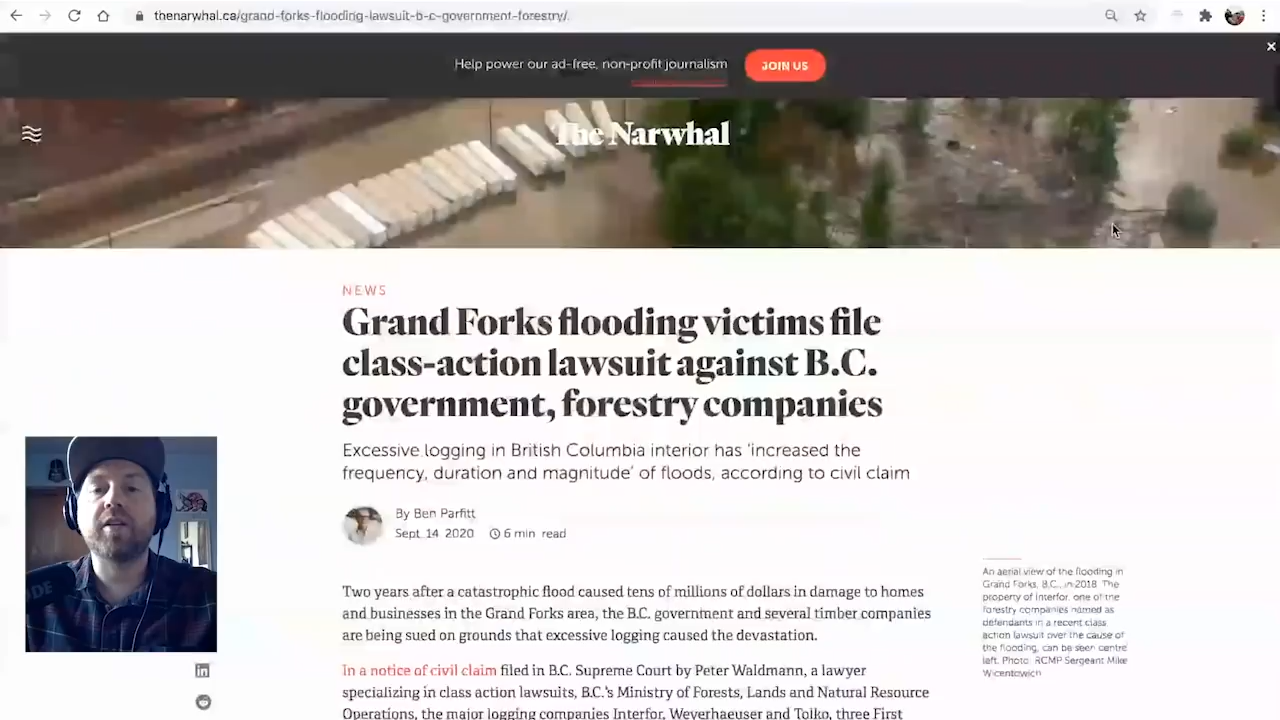 thenarwhal.ca/grand-forks-flooding-lawsuit-b-c-government-forestry/
Help power our ad-free, non-profit journalism
JOIN US
The Narwhal
NEWS
Grand Forks flooding victims file
class-action lawsuit against B.C.
government, forestry companies
Excessive logging in British Columbia interior has ‘increased the
frequency, duration and magnitude’ of floods, according to civil claim
By Ben Parfitt
Sept. 14 2020 6 min read
Two years after a catastrophic flood caused tens of millions of dollars in damage to homes
and businesses in the Grand Forks area, the B.C. government and several timber companies
are being sued on grounds that excessive logging caused the devastation.
In a notice of civil claim filed in B.C. Supreme Court by Peter Waldmann, a lawyer
specializing in class action lawsuits, B.C.’s Ministry of Forests, Lands and Natural Resource
Operations, the major logging companies Interfor, Weyerhaeuser and Tolko, three First
An aerial view of the flooding in
Grand Forks, B.C., in 2018. The
property of Interfor, one of the
forestry companies named as
defendants in a recent class
action lawsuit over the cause of
the flooding, can be seen centre
left. Photo: RCMP Sergeant Mike
Wicentowich
in